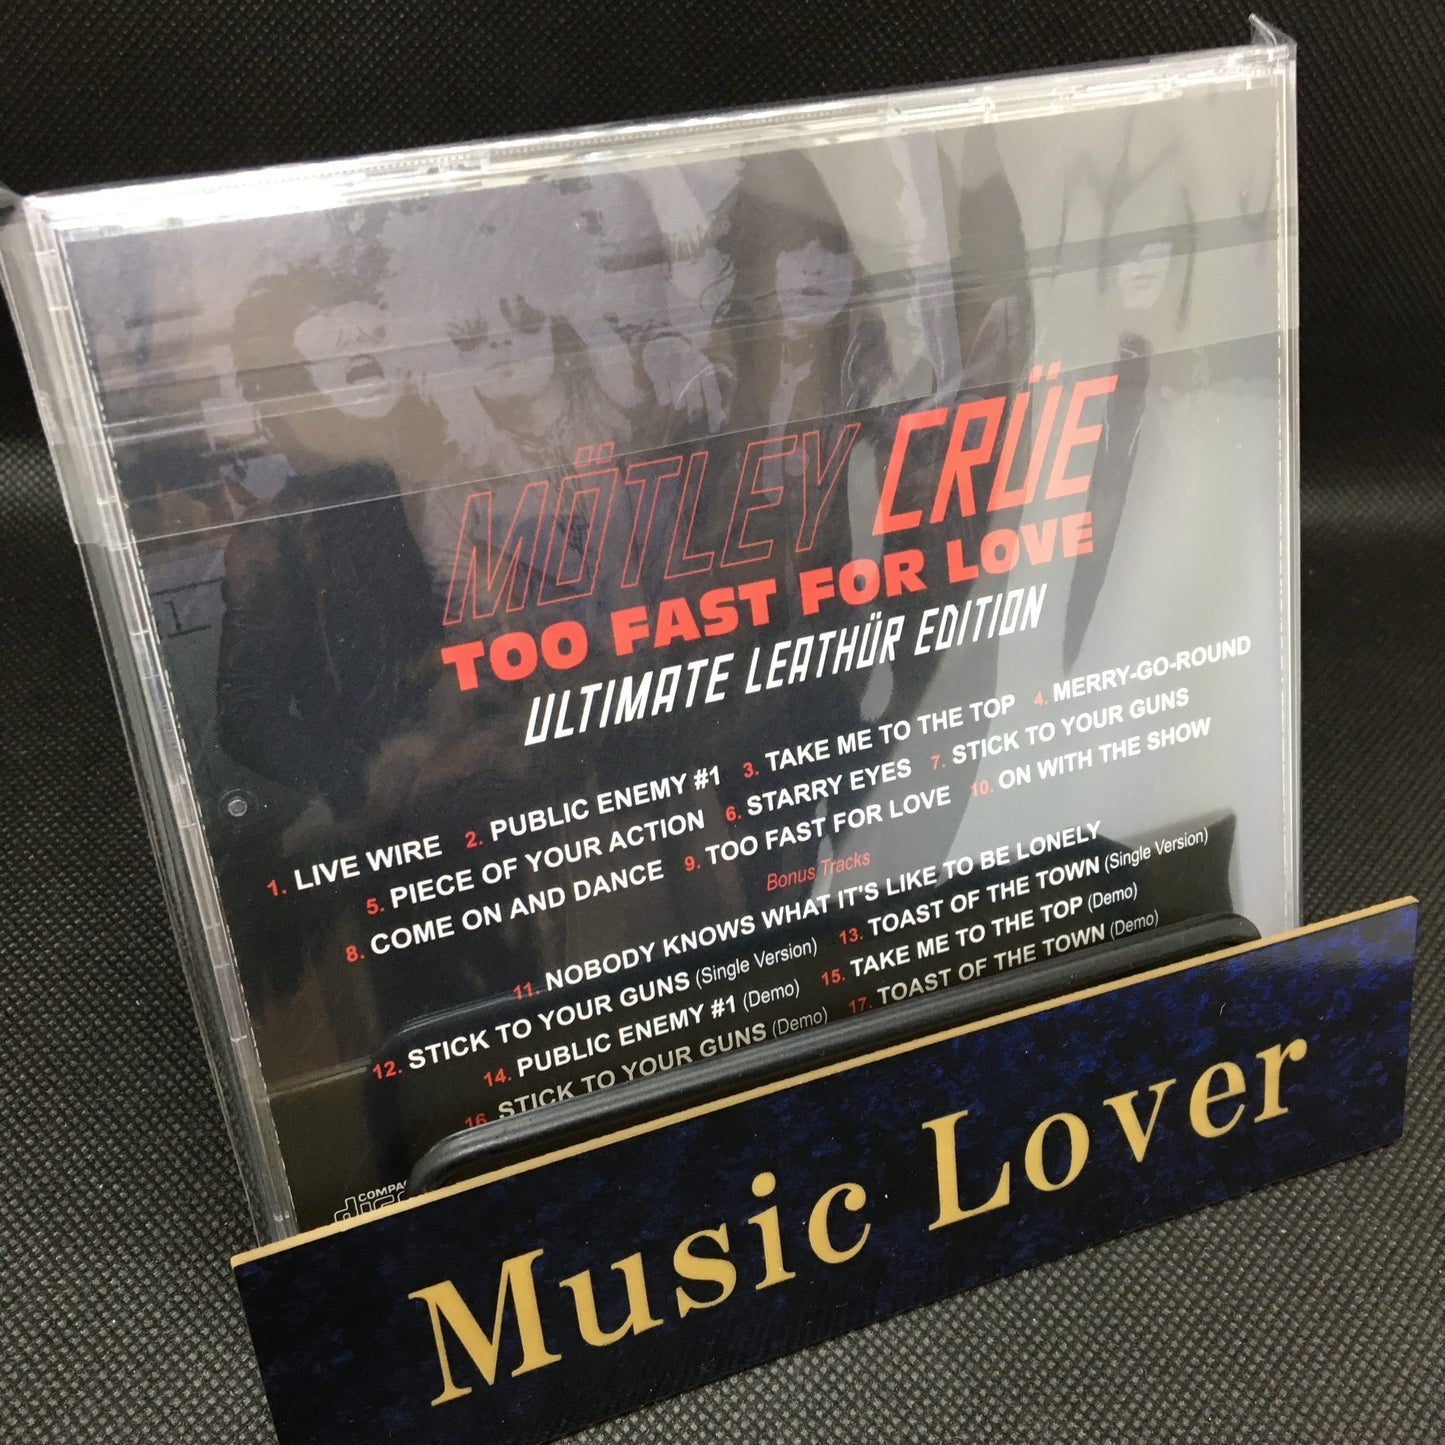 MÖTLEY CRÜE
TOO FAST FOR LOVE
ULTIMATE LEATHÜR EDITION
1. LIVE WIRE 2. PUBLIC ENEMY #1 3. TAKE ME TO THE TOP 4. MERRY-GO-ROUND
5. PIECE OF YOUR ACTION 6. STARRY EYES 7. STICK TO YOUR GUNS
8. COME ON AND DANCE 9. TOO FAST FOR LOVE 10. ON WITH THE SHOW
Bonus Tracks
11. NOBODY KNOWS WHAT IT'S LIKE TO BE LONELY
12. STICK TO YOUR GUNS (Single Version) 13. TOAST OF THE TOWN (Single Version)
14. PUBLIC ENEMY #1 (Demo) 15. TAKE ME TO THE TOP (Demo)
16. STICK TO YOUR GUNS (Demo) 17. TOAST OF THE TOWN (Demo)
Music Lover